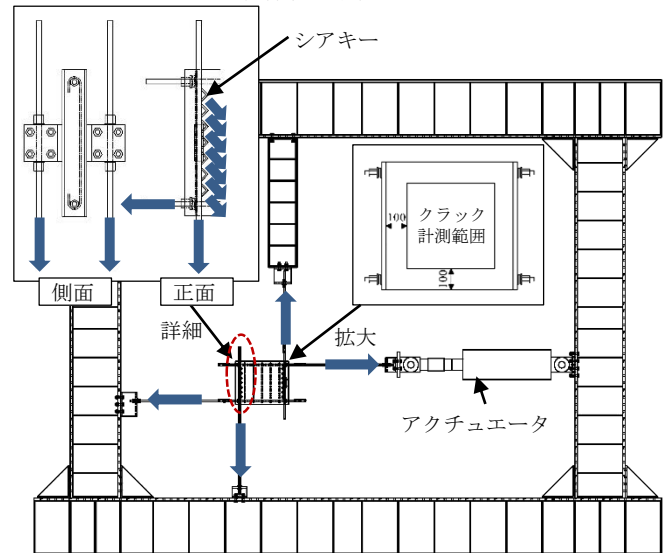 シアキー
側面
正面
詳細
拡大
100
クラック
計測範囲
100
アクチュエータ